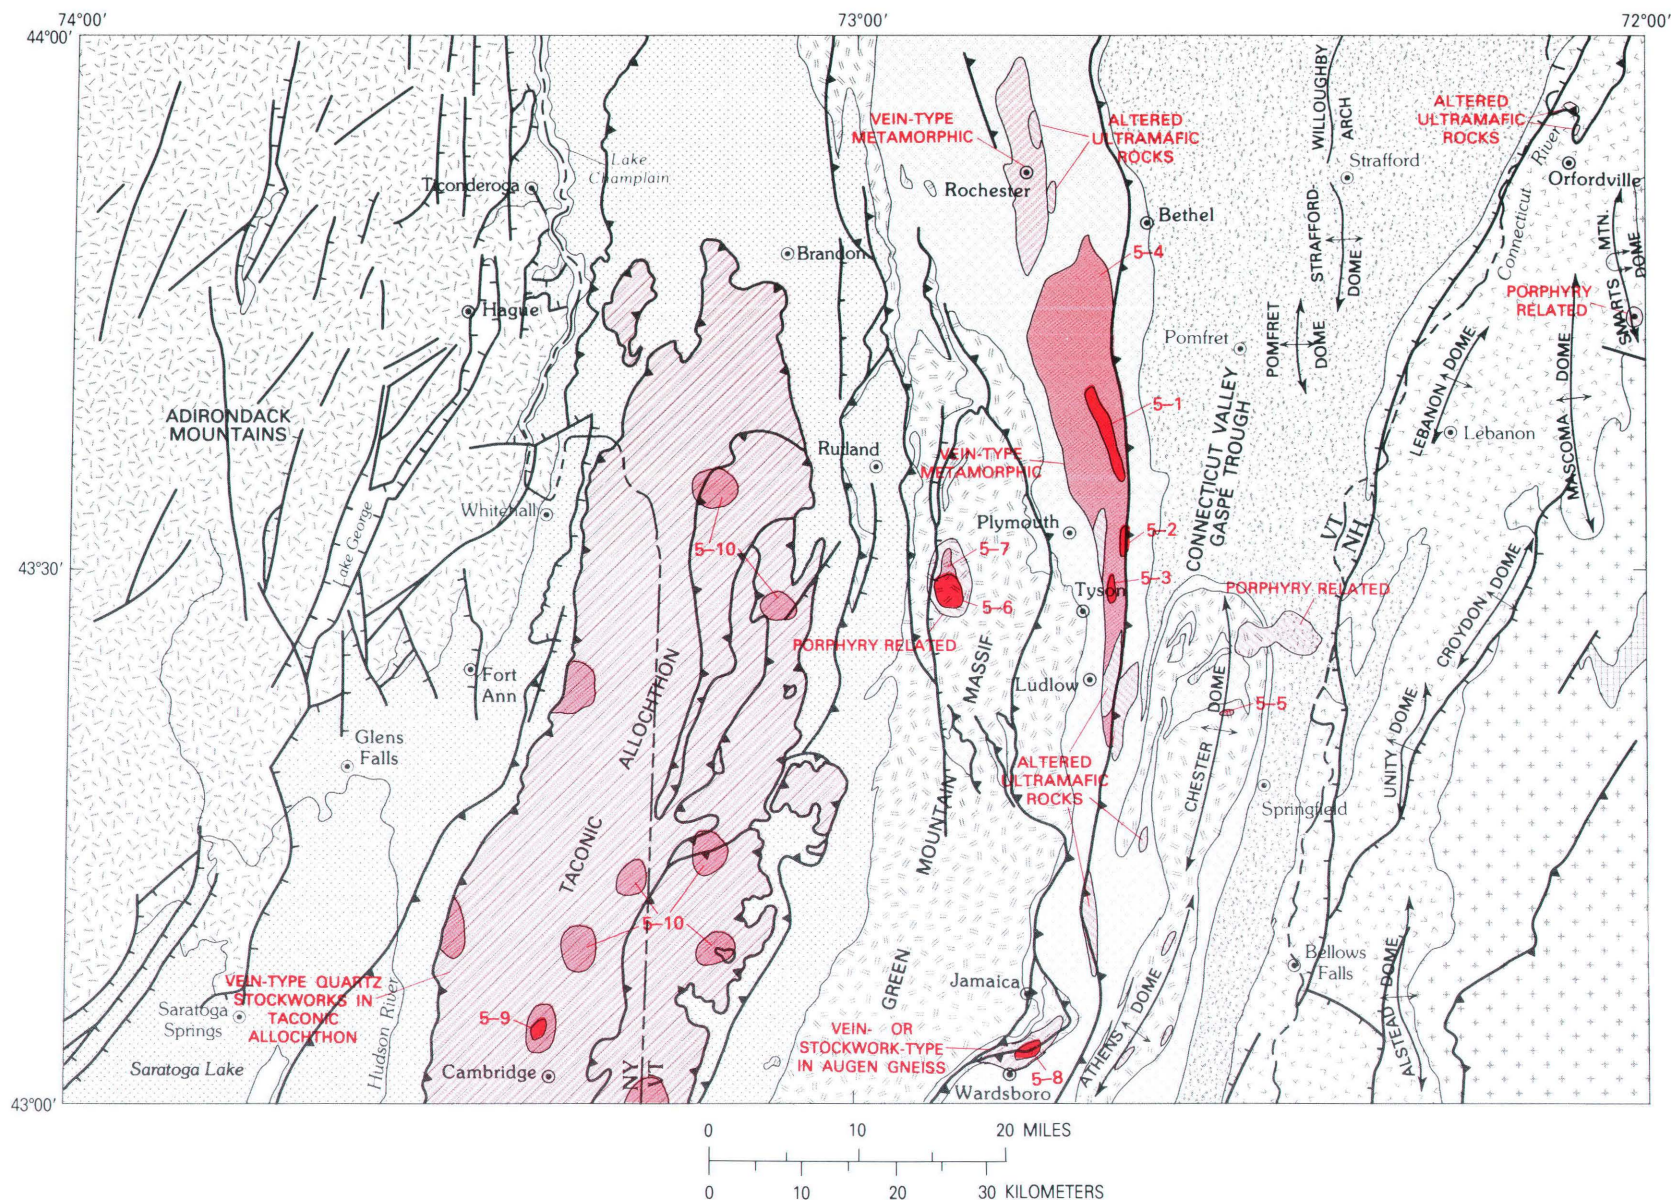 74°00'
73°00'
72°00'
44°00'
WILLOUGHBY
ARCH
VEIN-TYPE
METAMORPHIC
ALTERED
ULTRAMAFIC
ROCKS
ALTERED
ULTRAMAFIC
ROCKS
Lake
Champlain
Ticonderoga
Rochester
Strafford
Connecticut River
Orfordville
Bethel
STRAFFORD
DOME
SMARTS MTN.
DOME
Brandon
5-4
PORPHYRY
RELATED
Hague
Pomfret
POMFRET
DOME
LEBANON DOME
MASCOMA DOME
ADIRONDACK
MOUNTAINS
5-1
Lebanon
Rutland
VEIN-TYPE
METAMORPHIC
CONNECTICUT VALLEY
GASPE TROUGH
Whitehall
Plymouth
5-2
VT
NH
Lake George
5-10
5-7
43°30'
5-3
Tyson
5-6
PORPHYRY RELATED
PORPHYRY RELATED
CROYDON DOME
Fort
Ann
TACONIC ALLOCHTHON
Ludlow
5-5
Glens
Falls
ALTERED
ULTRAMAFIC
ROCKS
CHESTER DOME
UNITY DOME
Springfield
GREEN MOUNTAIN MASSIF
5-10
Bellows
Falls
Jamaica
VEIN-TYPE QUARTZ
STOCKWORKS IN
TACONIC
ALLOCHTHON
Saratoga
Springs
Hudson River
5-9
VEIN- OR
STOCKWORK-TYPE
IN AUGEN GNEISS
ATHENS DOME
ALSTEAD DOME
Saratoga Lake
Cambridge
NY
VT
5-8
Wardsboro
43°00'
0 10 20 MILES
0 10 20 30 KILOMETERS